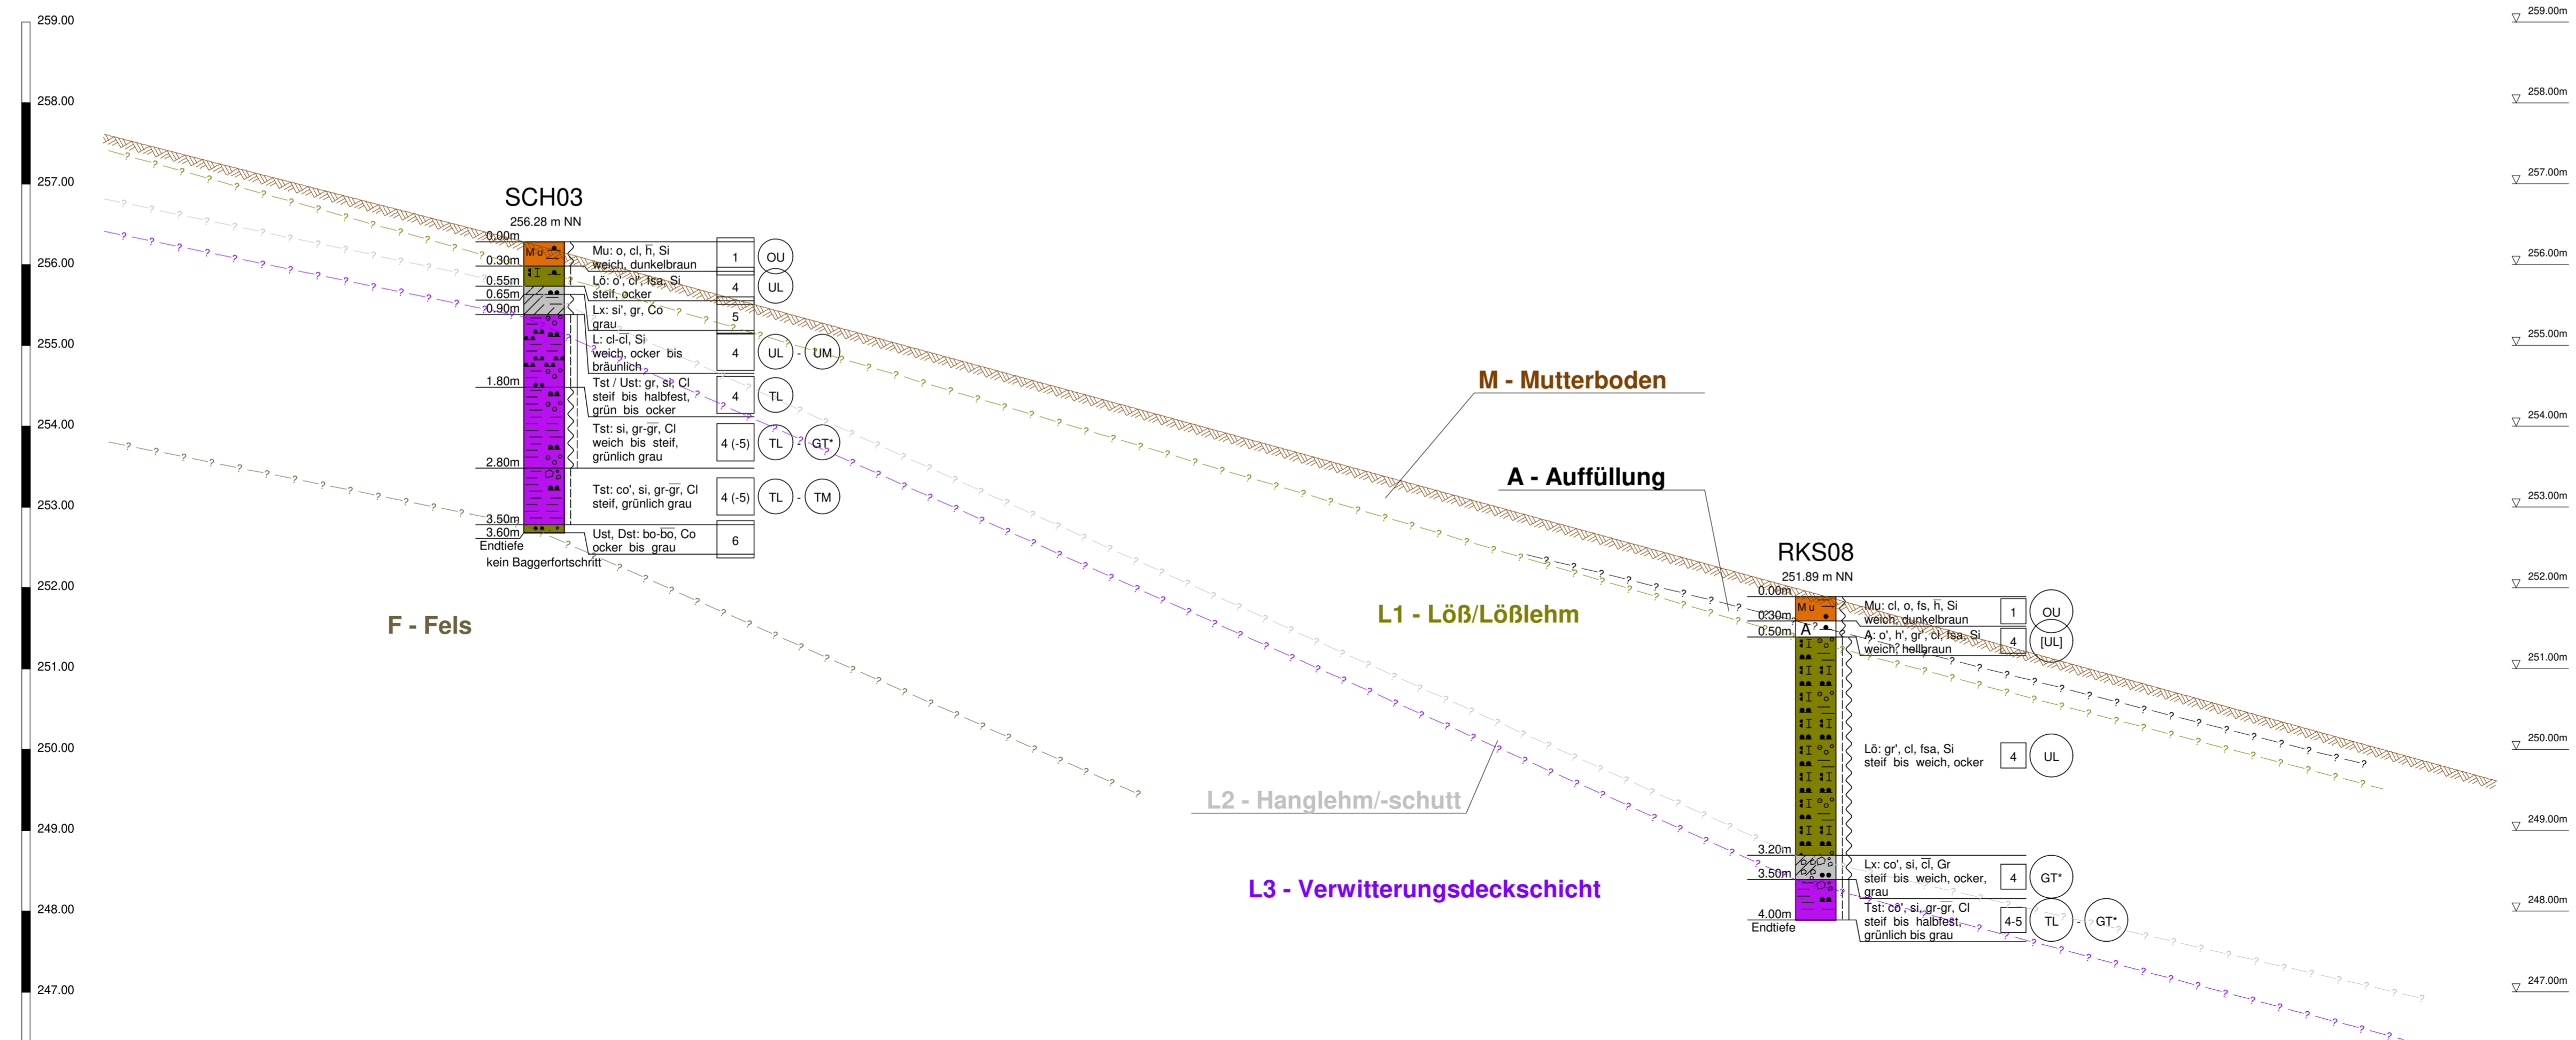 259.00
258.00
257.00
256.00
255.00
254.00
253.00
252.00
251.00
250.00
249.00
248.00
247.00
SCH03
256.28 m NN
0.00m
0.30m
0.55m
0.65m
0.90m
1.80m
2.80m
3.50m
3.60m
Endtiefe
kein Baggerfortschritt
Mu
Mu: o, cl, h̅, Si
weich, dunkelbraun
1
OU
Lö: o', cl', fsa, Si
steif, ocker
4
UL
Lx: si', gr, Co
grau
5
L: cl-c̅l̅, Si
weich, ocker bis
bräunlich
4
UL - UM
Tst / Ust: gr, si, Cl
steif bis halbfest,
grün bis ocker
4
TL
Tst: si, gr-g̅r̅, Cl
weich bis steif,
grünlich grau
4 (-5)
TL - GT*
Tst: co', si, gr-g̅r̅, Cl
steif, grünlich grau
4 (-5)
TL - TM
Ust, Dst: bo-b̅o̅, Co
ocker bis grau
6
F - Fels
M - Mutterboden
A - Auffüllung
L1 - Löß/Lößlehm
L2 - Hanglehm/-schutt
L3 - Verwitterungsdeckschicht
RKS08
251.89 m NN
0.00m
0.30m
0.50m
3.20m
3.50m
4.00m
Endtiefe
Mu
A
Mu: cl, o, fs, h̅, Si
weich, dunkelbraun
1
OU
A: o', h', gr', cl, fsa, Si
weich, hellbraun
4
[UL]
Lö: gr', cl, fsa, Si
steif bis weich, ocker
4
UL
Lx: co', si, c̅l̅, Gr
steif bis weich, ocker,
grau
4
GT*
Tst: co', si, gr-g̅r̅, Cl
steif bis halbfest,
grünlich bis grau
4-5
TL - GT*
259.00m
258.00m
257.00m
256.00m
255.00m
254.00m
253.00m
252.00m
251.00m
250.00m
249.00m
248.00m
247.00m